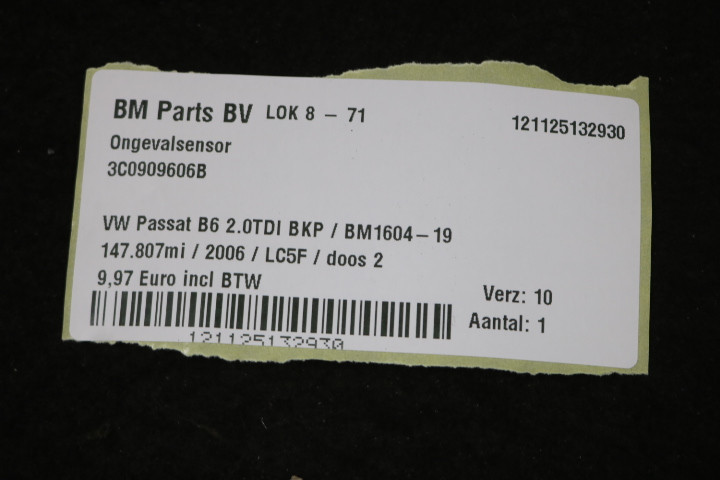 BM Parts BV LOK 8 - 71
121125132930
Ongevalsensor
3C0909606B
VW Passat B6 2.0TDI BKP / BM1604-19
147.807mi / 2006 / LC5F / doos 2
9,97 Euro incl BTW
Verz: 10
Aantal: 1
121125132930